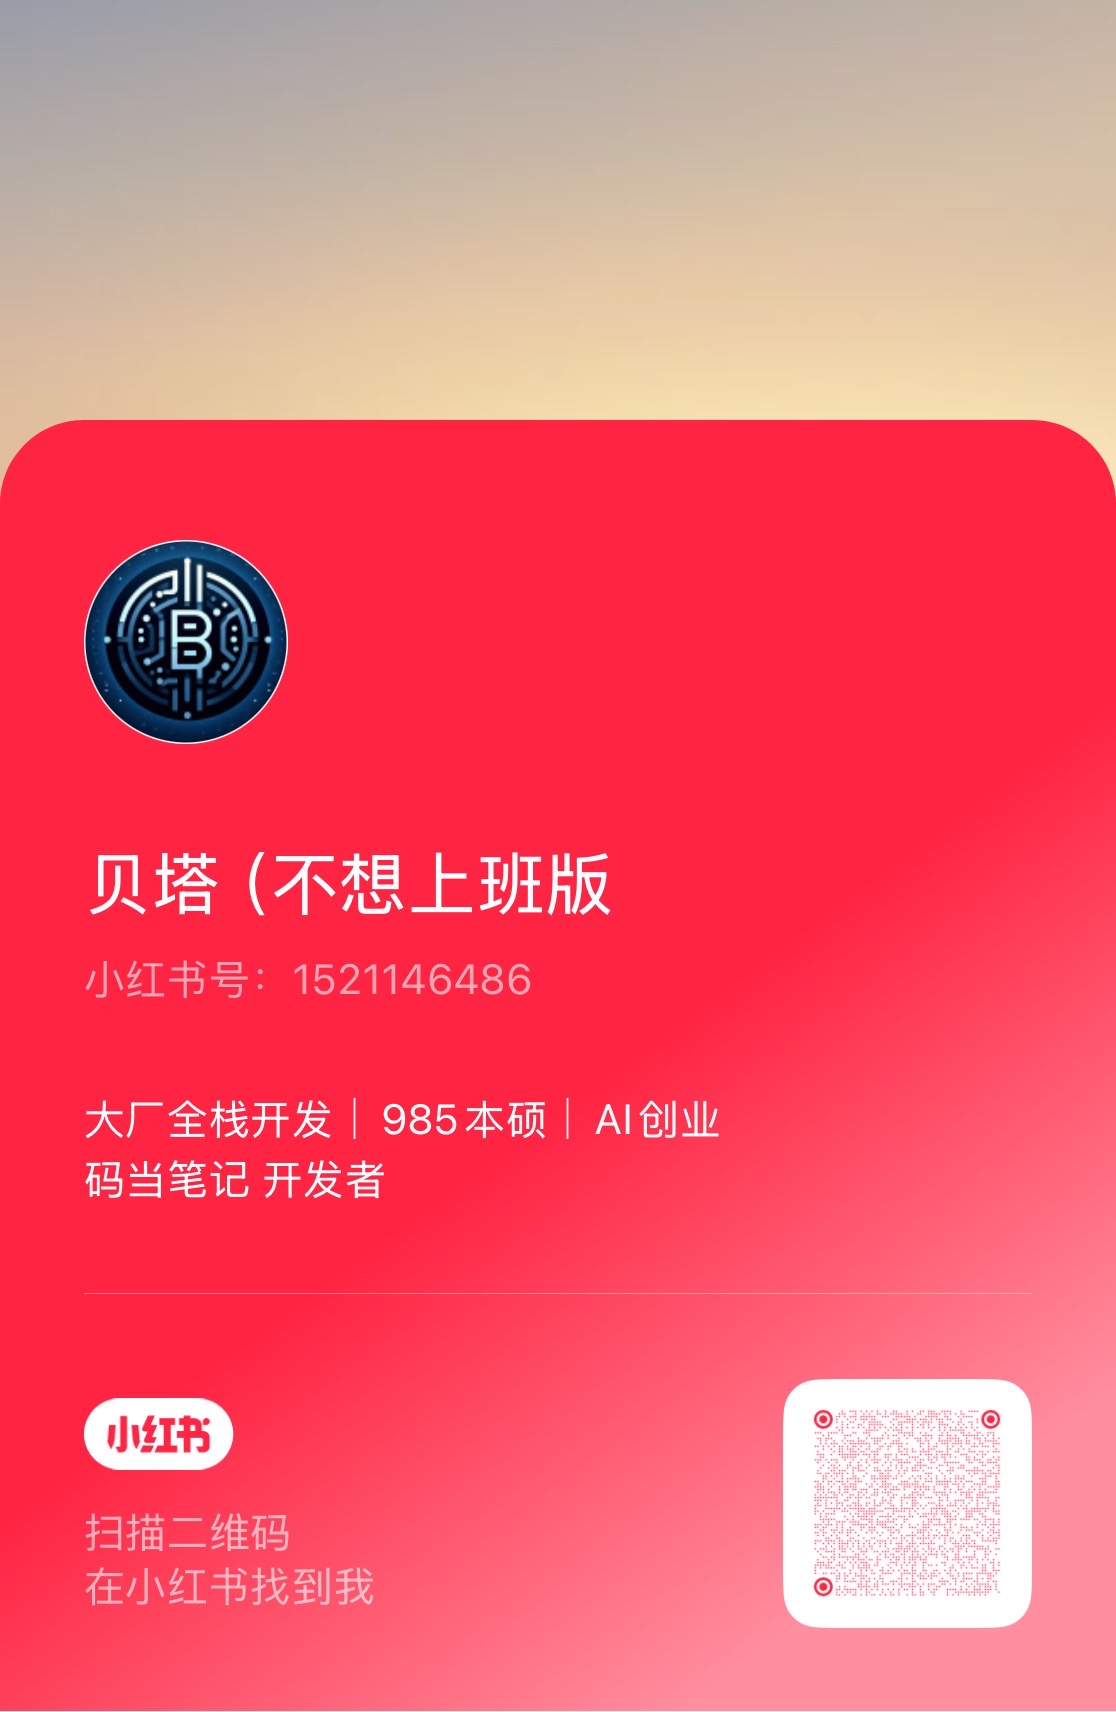 B
贝塔（不想上班版
小红书号：1521146486
大厂全栈开发｜985本硕｜AI创业
码当笔记 开发者
小红书
扫描二维码
在小红书找到我